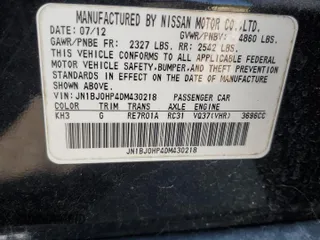 MANUFACTURED BY NISSAN MOTOR CO.,LTD.
DATE: 07/12 GVWR/PNBV: 4860 LBS.
GAWR/PNBE FR: 2327 LBS. RR: 2542 LBS.
THIS VEHICLE CONFORMS TO ALL APPLICABLE FEDERAL
MOTOR VEHICLE SAFETY,BUMPER,AND THEFT PREVENTION
STANDARDS IN EFFECT ON THE DATE OF MANUFACTURE
SHOWN ABOVE.
VIN:JN1BJ0HP4DM430218 PASSENGER CAR
COLOR TRIM TRANS AXLE ENGINE
KH3 G RE7R01A RC31 VQ37(VHR) 3696CC
JN1BJ0HP4DM430218